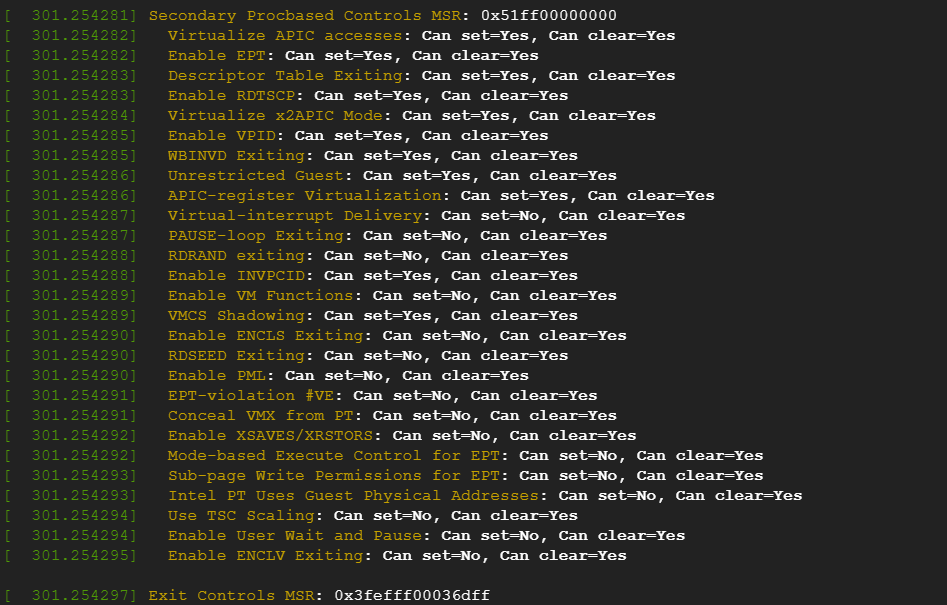 [  301.254281] Secondary Procbased Controls MSR: 0x51ff00000000
[  301.254282]   Virtualize APIC accesses: Can set=Yes, Can clear=Yes
[  301.254282]   Enable EPT: Can set=Yes, Can clear=Yes
[  301.254283]   Descriptor Table Exiting: Can set=Yes, Can clear=Yes
[  301.254283]   Enable RDTSCP: Can set=Yes, Can clear=Yes
[  301.254284]   Virtualize x2APIC Mode: Can set=Yes, Can clear=Yes
[  301.254285]   Enable VPID: Can set=Yes, Can clear=Yes
[  301.254285]   WBINVD Exiting: Can set=Yes, Can clear=Yes
[  301.254286]   Unrestricted Guest: Can set=Yes, Can clear=Yes
[  301.254286]   APIC-register Virtualization: Can set=Yes, Can clear=Yes
[  301.254287]   Virtual-interrupt Delivery: Can set=No, Can clear=Yes
[  301.254287]   PAUSE-loop Exiting: Can set=No, Can clear=Yes
[  301.254288]   RDRAND exiting: Can set=No, Can clear=Yes
[  301.254288]   Enable INVPCID: Can set=Yes, Can clear=Yes
[  301.254289]   Enable VM Functions: Can set=No, Can clear=Yes
[  301.254289]   VMCS Shadowing: Can set=Yes, Can clear=Yes
[  301.254290]   Enable ENCLS Exiting: Can set=No, Can clear=Yes
[  301.254290]   RDSEED Exiting: Can set=No, Can clear=Yes
[  301.254290]   Enable PML: Can set=No, Can clear=Yes
[  301.254291]   EPT-violation #VE: Can set=No, Can clear=Yes
[  301.254291]   Conceal VMX from PT: Can set=No, Can clear=Yes
[  301.254292]   Enable XSAVES/XRSTORS: Can set=No, Can clear=Yes
[  301.254292]   Mode-based Execute Control for EPT: Can set=No, Can clear=Yes
[  301.254293]   Sub-page Write Permissions for EPT: Can set=No, Can clear=Yes
[  301.254293]   Intel PT Uses Guest Physical Addresses: Can set=No, Can clear=Yes
[  301.254294]   Use TSC Scaling: Can set=No, Can clear=Yes
[  301.254294]   Enable User Wait and Pause: Can set=No, Can clear=Yes
[  301.254295]   Enable ENCLV Exiting: Can set=No, Can clear=Yes
[  301.254297] Exit Controls MSR: 0x3fefff00036dff